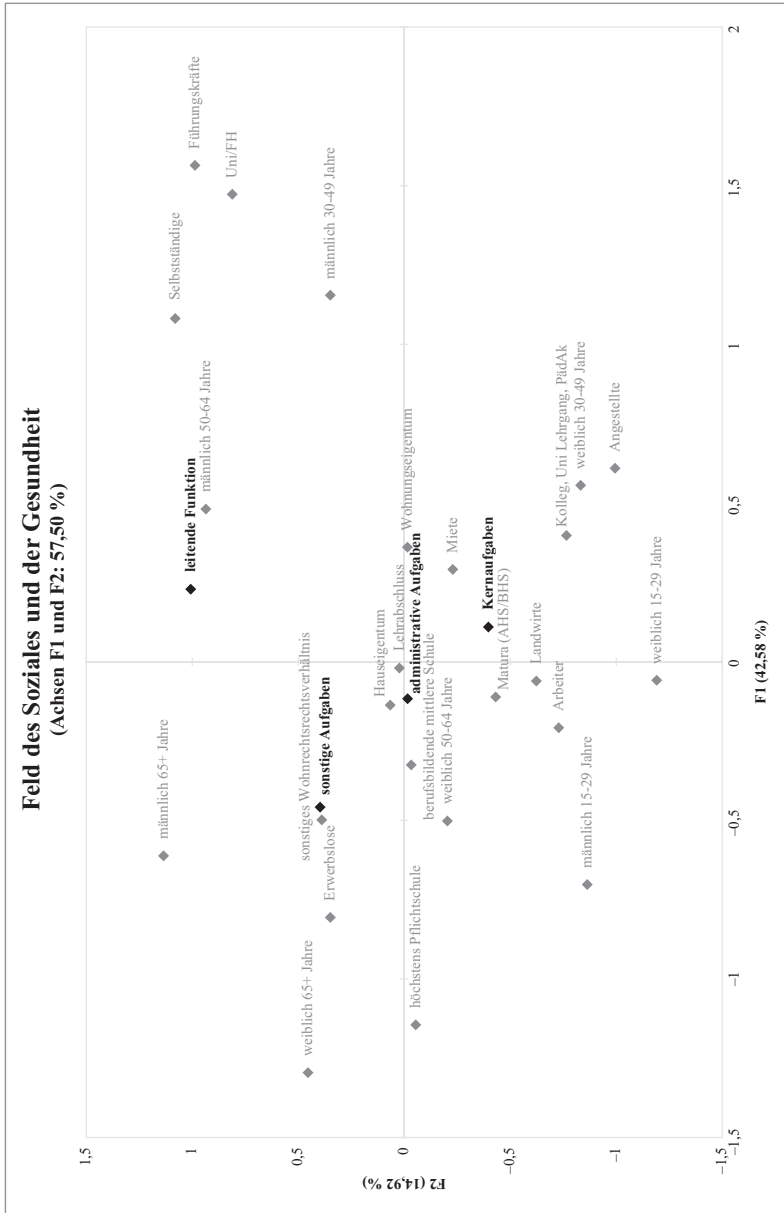 Feld des Soziales und der Gesundheit
(Achsen F1 und F2: 57,50 %)
F2 (14,92 %)
1,5
1
0,5
0
–0,5
–1
–1,5
männlich 65+ Jahre
weiblich 65+ Jahre
Erwerbslose
sonstiges Wohnrechtsrechtsverhältnis
sonstige Aufgaben
höchstens Pflichtschule
berufsbildende mittlere Schule
weiblich 50-64 Jahre
männlich 15-29 Jahre
Hauseigentum
Lehrabschluss
administrative Aufgaben
Wohnungseigentum
Miete
Matura (AHS/BHS)
Kernaufgaben
Landwirte
Arbeiter
weiblich 15-29 Jahre
leitende Funktion
männlich 50-64 Jahre
Selbstständige
Führungskräfte
Uni/FH
männlich 30-49 Jahre
Kolleg, Uni Lehrgang, PädAk
weiblich 30-49 Jahre
Angestellte
–1,5
–1
–0,5
0
0,5
1
1,5
2
F1 (42,58 %)